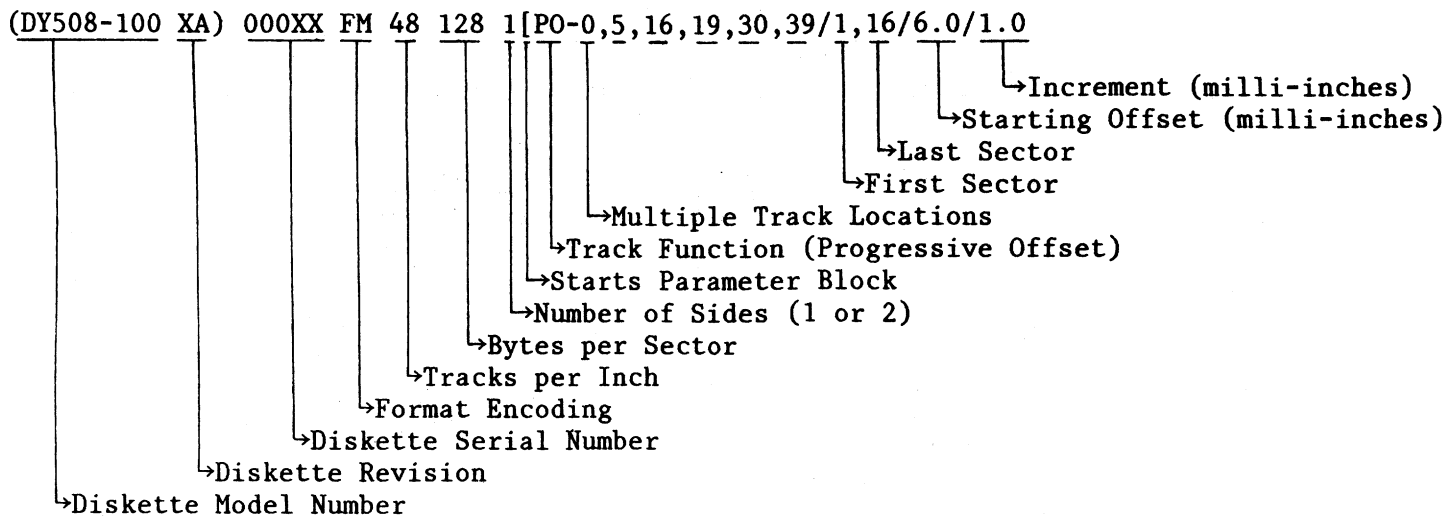 (DY508-100 XA) 000XX FM 48 128 1[PO-0,5,16,19,30,39/1,16/6.0/1.0
Increment (milli-inches)
Starting Offset (milli-inches)
Last Sector
First Sector
Multiple Track Locations
Track Function (Progressive Offset)
Starts Parameter Block
Number of Sides (1 or 2)
Bytes per Sector
Tracks per Inch
Format Encoding
Diskette Serial Number
Diskette Revision
Diskette Model Number